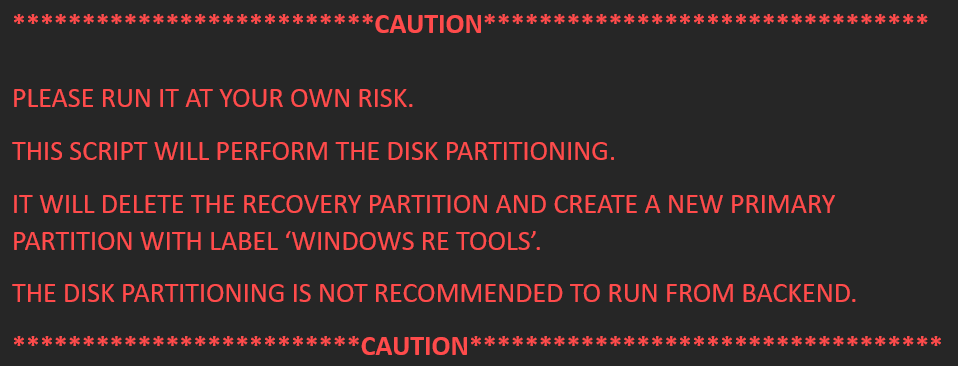 **************************CAUTION********************************
PLEASE RUN IT AT YOUR OWN RISK.
THIS SCRIPT WILL PERFORM THE DISK PARTITIONING.
IT WILL DELETE THE RECOVERY PARTITION AND CREATE A NEW PRIMARY
PARTITION WITH LABEL ‘WINDOWS RE TOOLS’.
THE DISK PARTITIONING IS NOT RECOMMENDED TO RUN FROM BACKEND.
*************************CAUTION**********************************